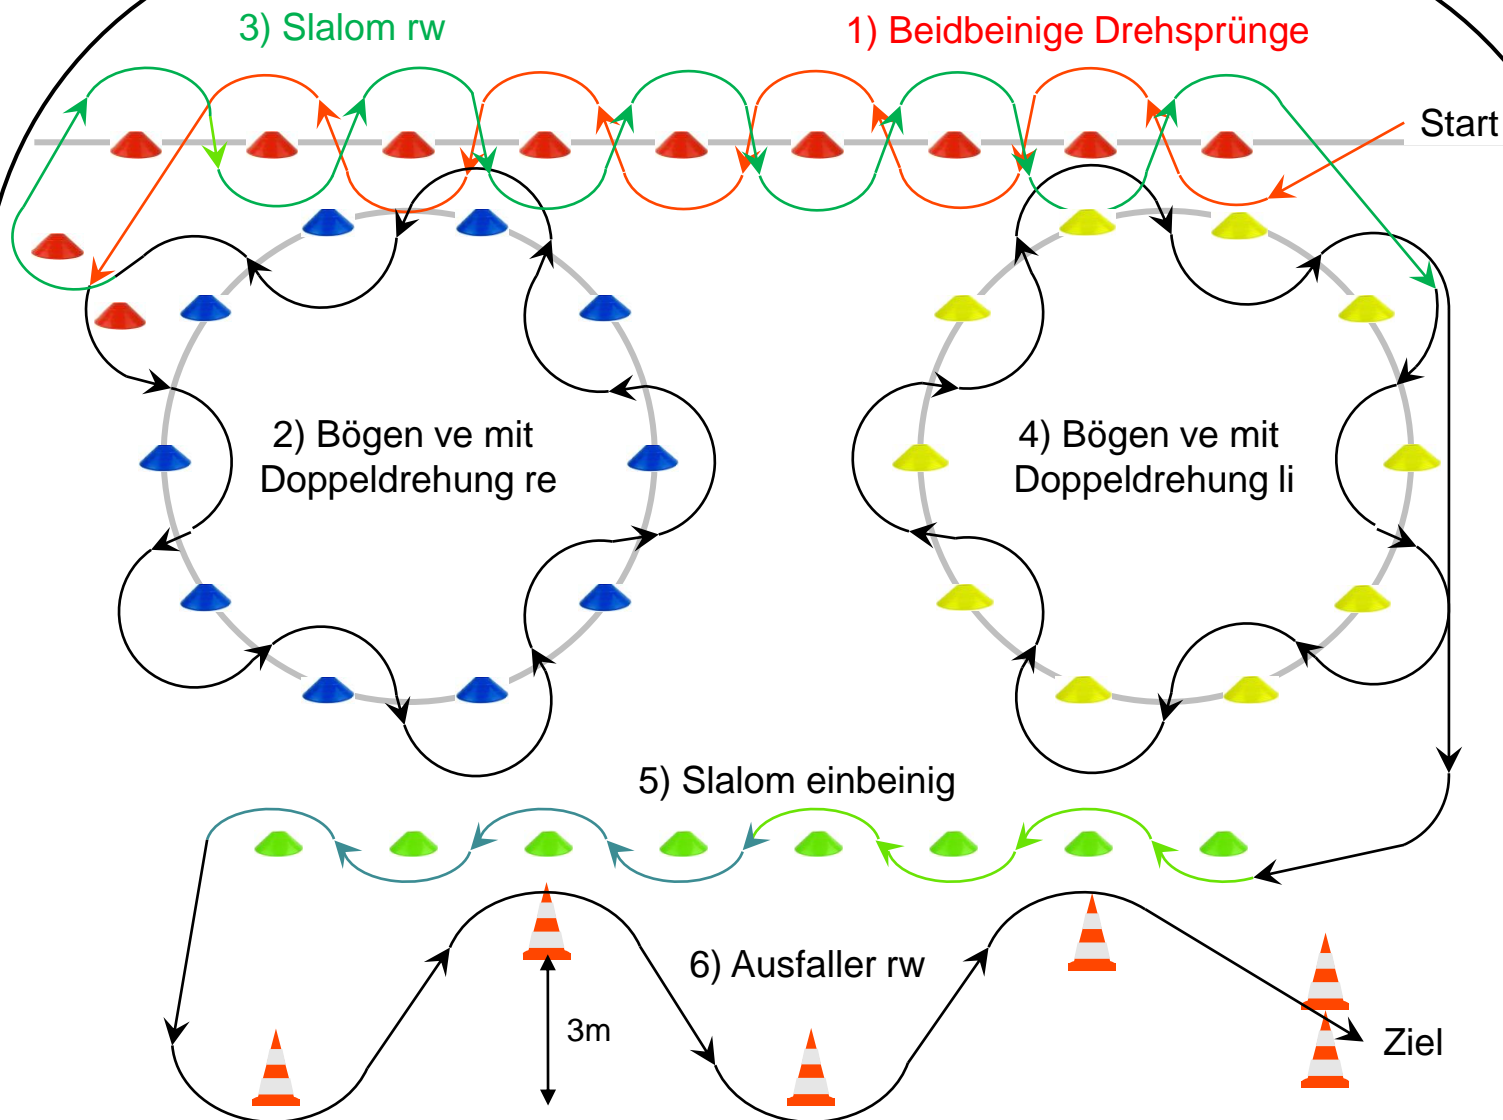 3) Slalom rw
1) Beidbeinige Drehsprünge
Start
2) Bögen ve mit
Doppeldrehung re
4) Bögen ve mit
Doppeldrehung li
5) Slalom einbeinig
6) Ausfaller rw
3m
Ziel